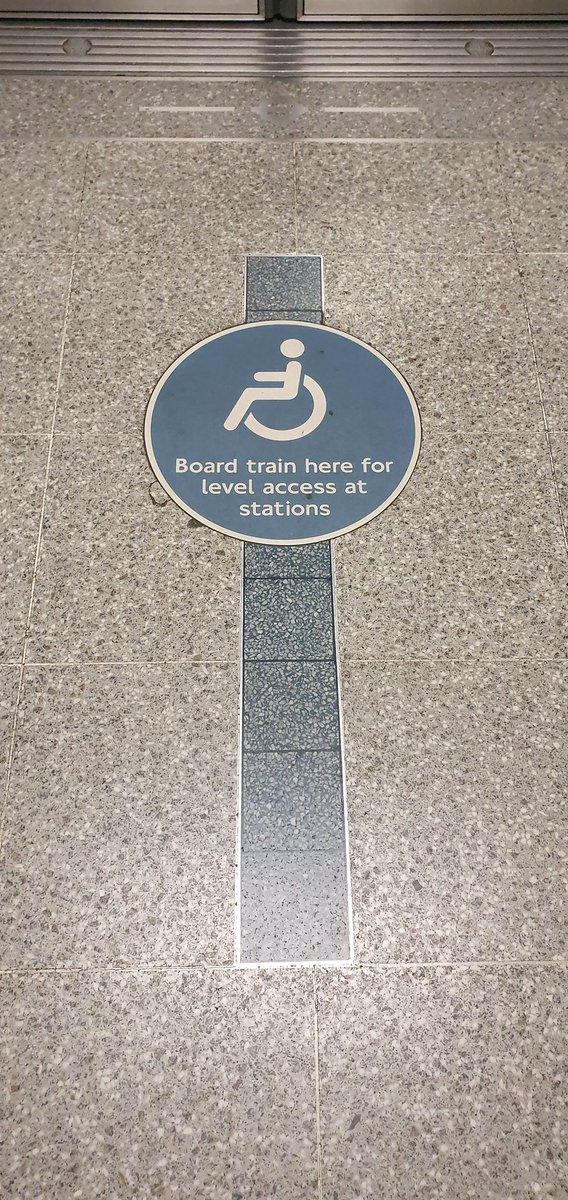 Board train here for
level access at
stations